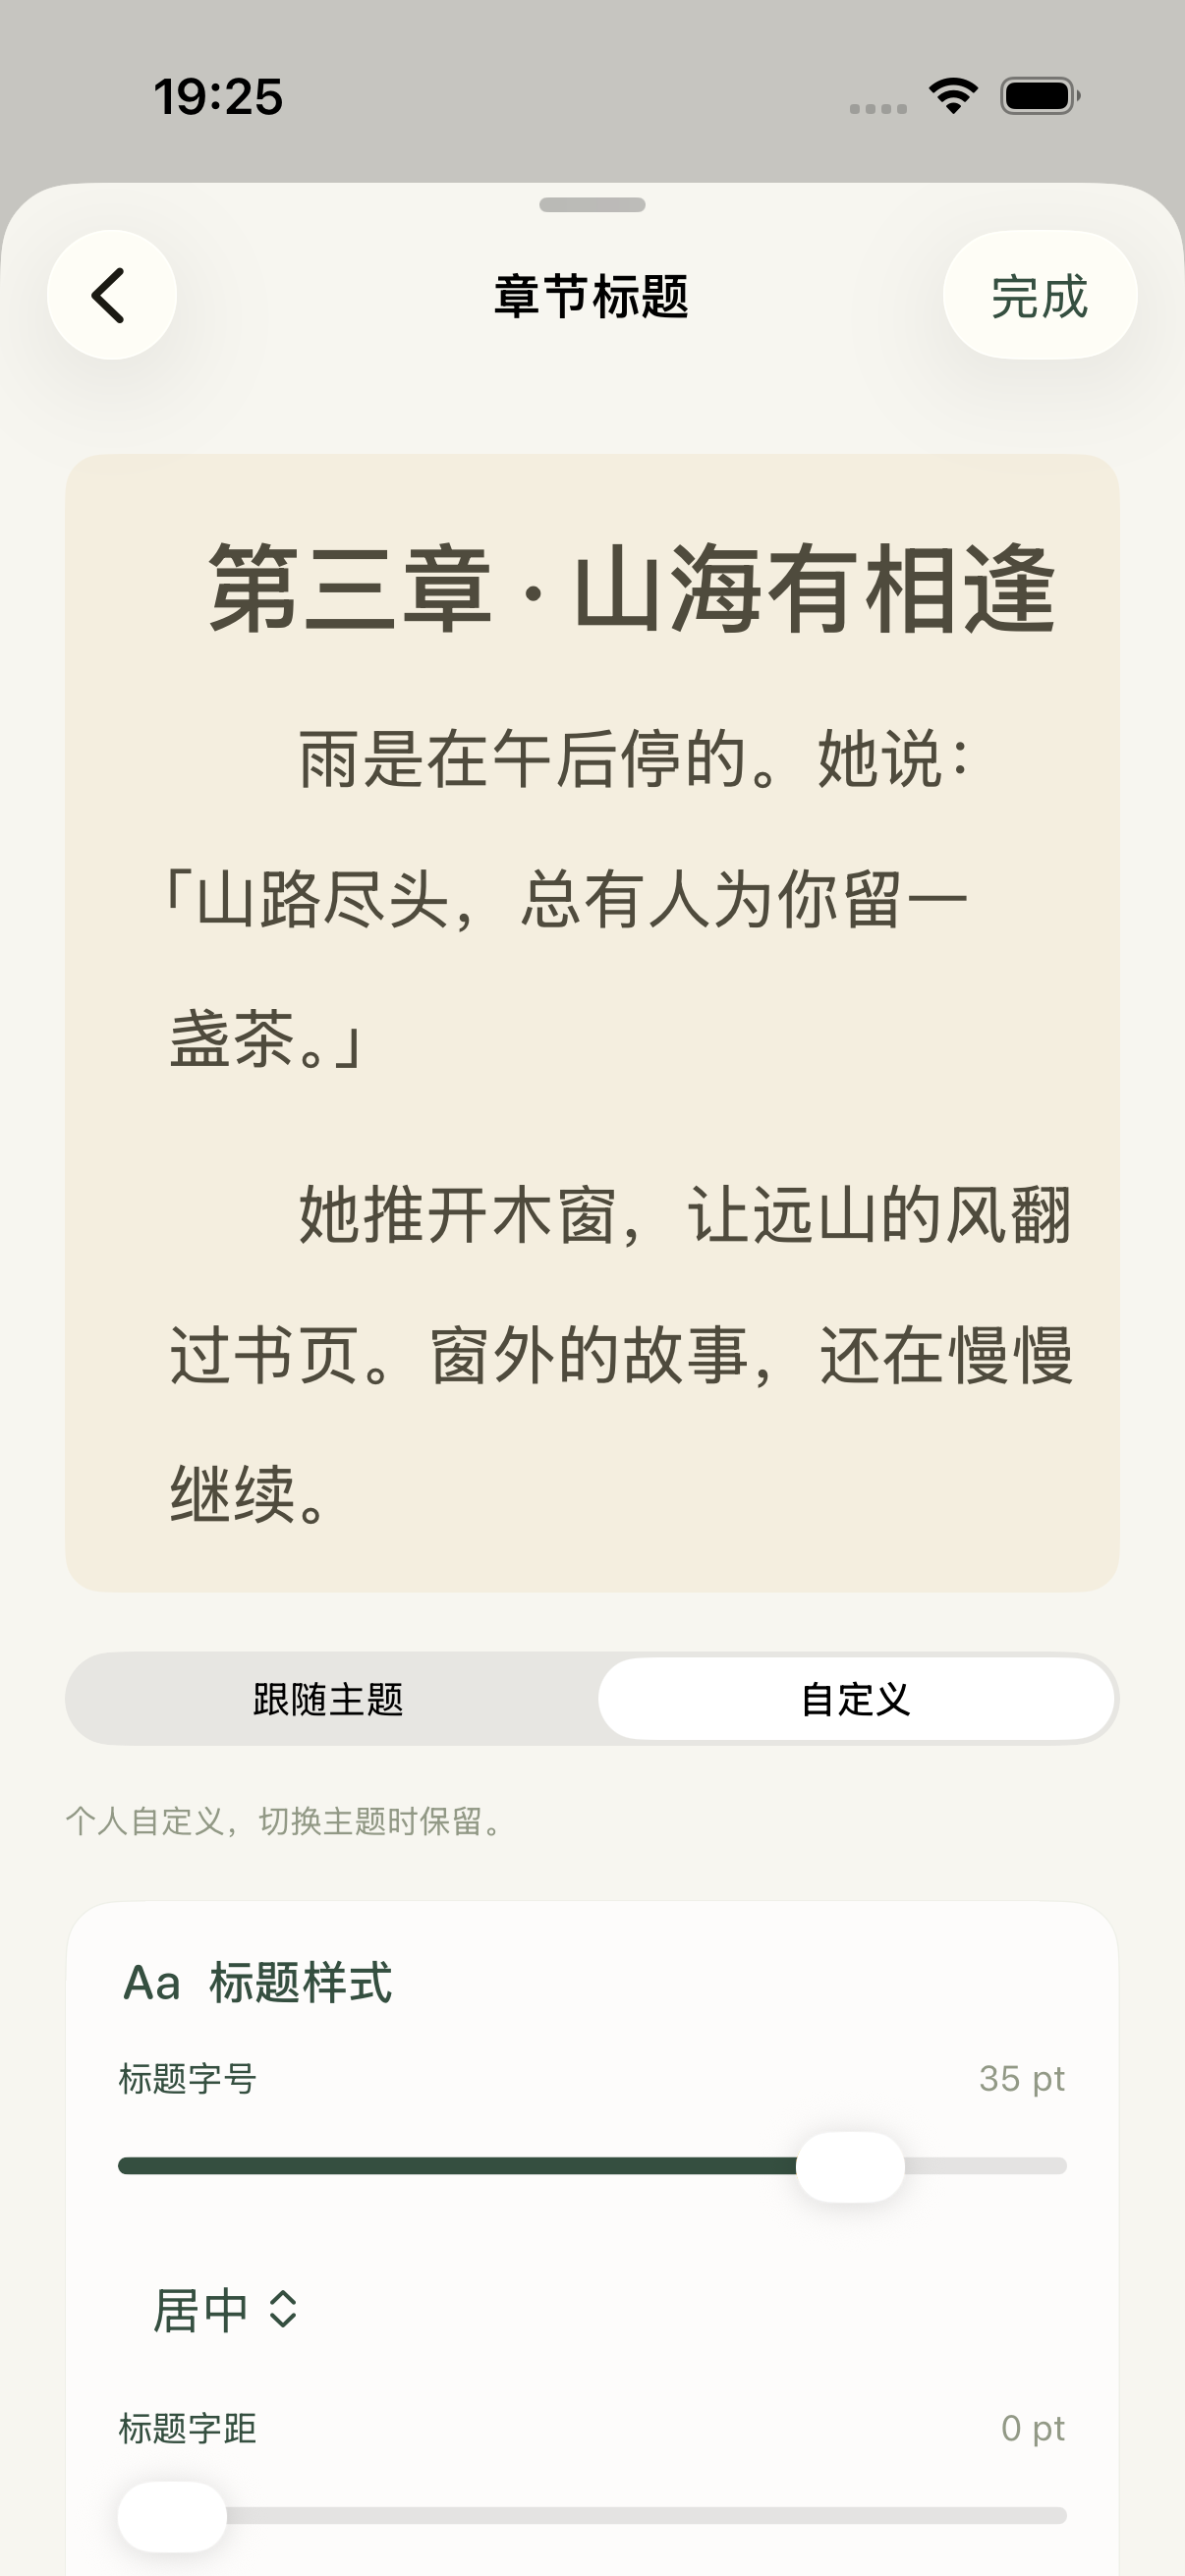 19:25
章节标题
完成
第三章 · 山海有相逢
雨是在午后停的。她说：
「山路尽头，总有人为你留一
盏茶。」
她推开木窗，让远山的风翻
过书页。窗外的故事，还在慢慢
继续。
跟随主题
自定义
个人自定义，切换主题时保留。
Aa 标题样式
标题字号
35 pt
居中
标题字距
0 pt